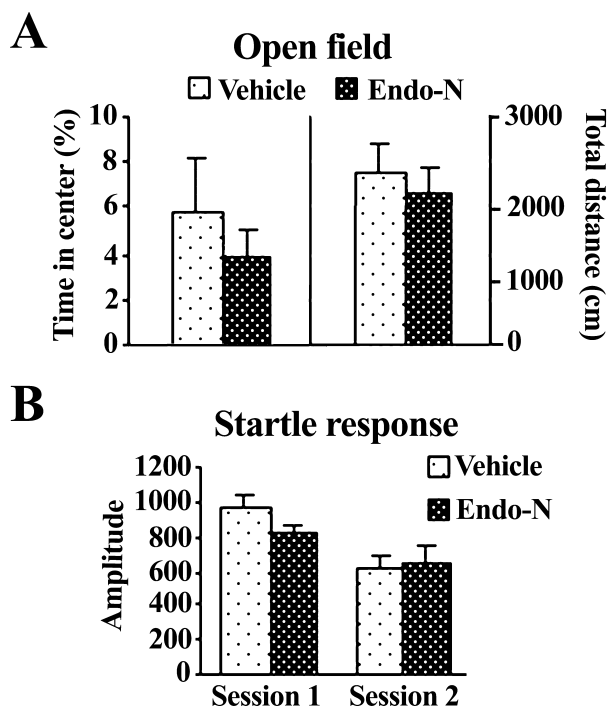 A
Open field
Vehicle Endo-N
Time in center (%)
10
8
6
4
2
0
3000
2000
1000
0
Total distance (cm)
B
Startle response
Vehicle
Endo-N
Amplitude
1200
1000
800
600
400
200
0
Session 1 Session 2